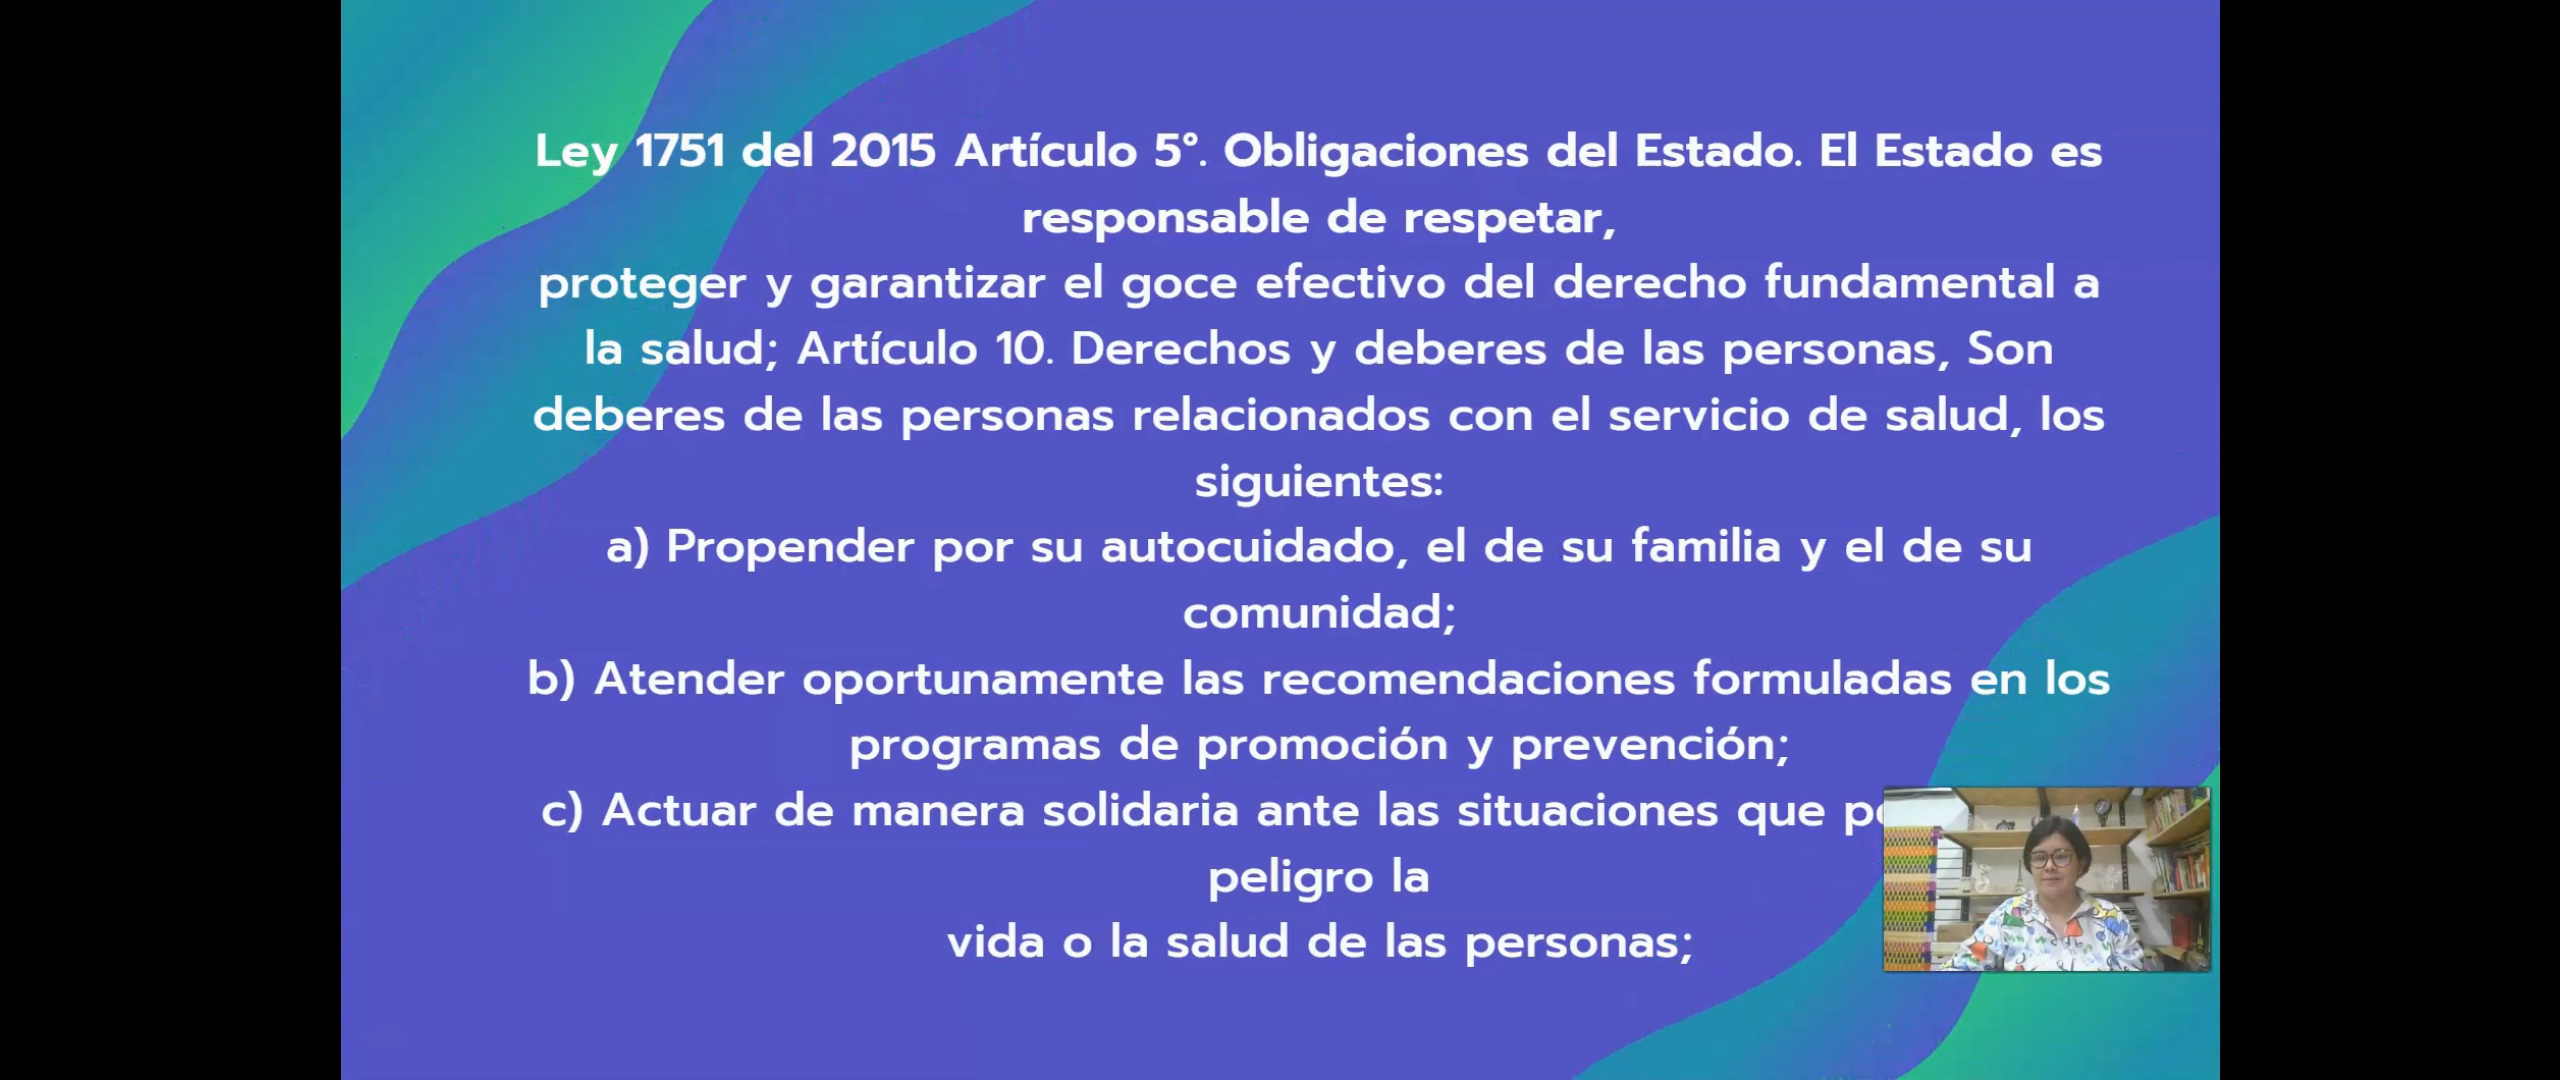 Ley 1751 del 2015 Artículo 5°. Obligaciones del Estado. El Estado es
responsable de respetar,
proteger y garantizar el goce efectivo del derecho fundamental a
la salud; Artículo 10. Derechos y deberes de las personas, Son
deberes de las personas relacionados con el servicio de salud, los
siguientes:
a) Propender por su autocuidado, el de su familia y el de su
comunidad;
b) Atender oportunamente las recomendaciones formuladas en los
programas de promoción y prevención;
c) Actuar de manera solidaria ante las situaciones que
peligro la
vida o la salud de las personas;